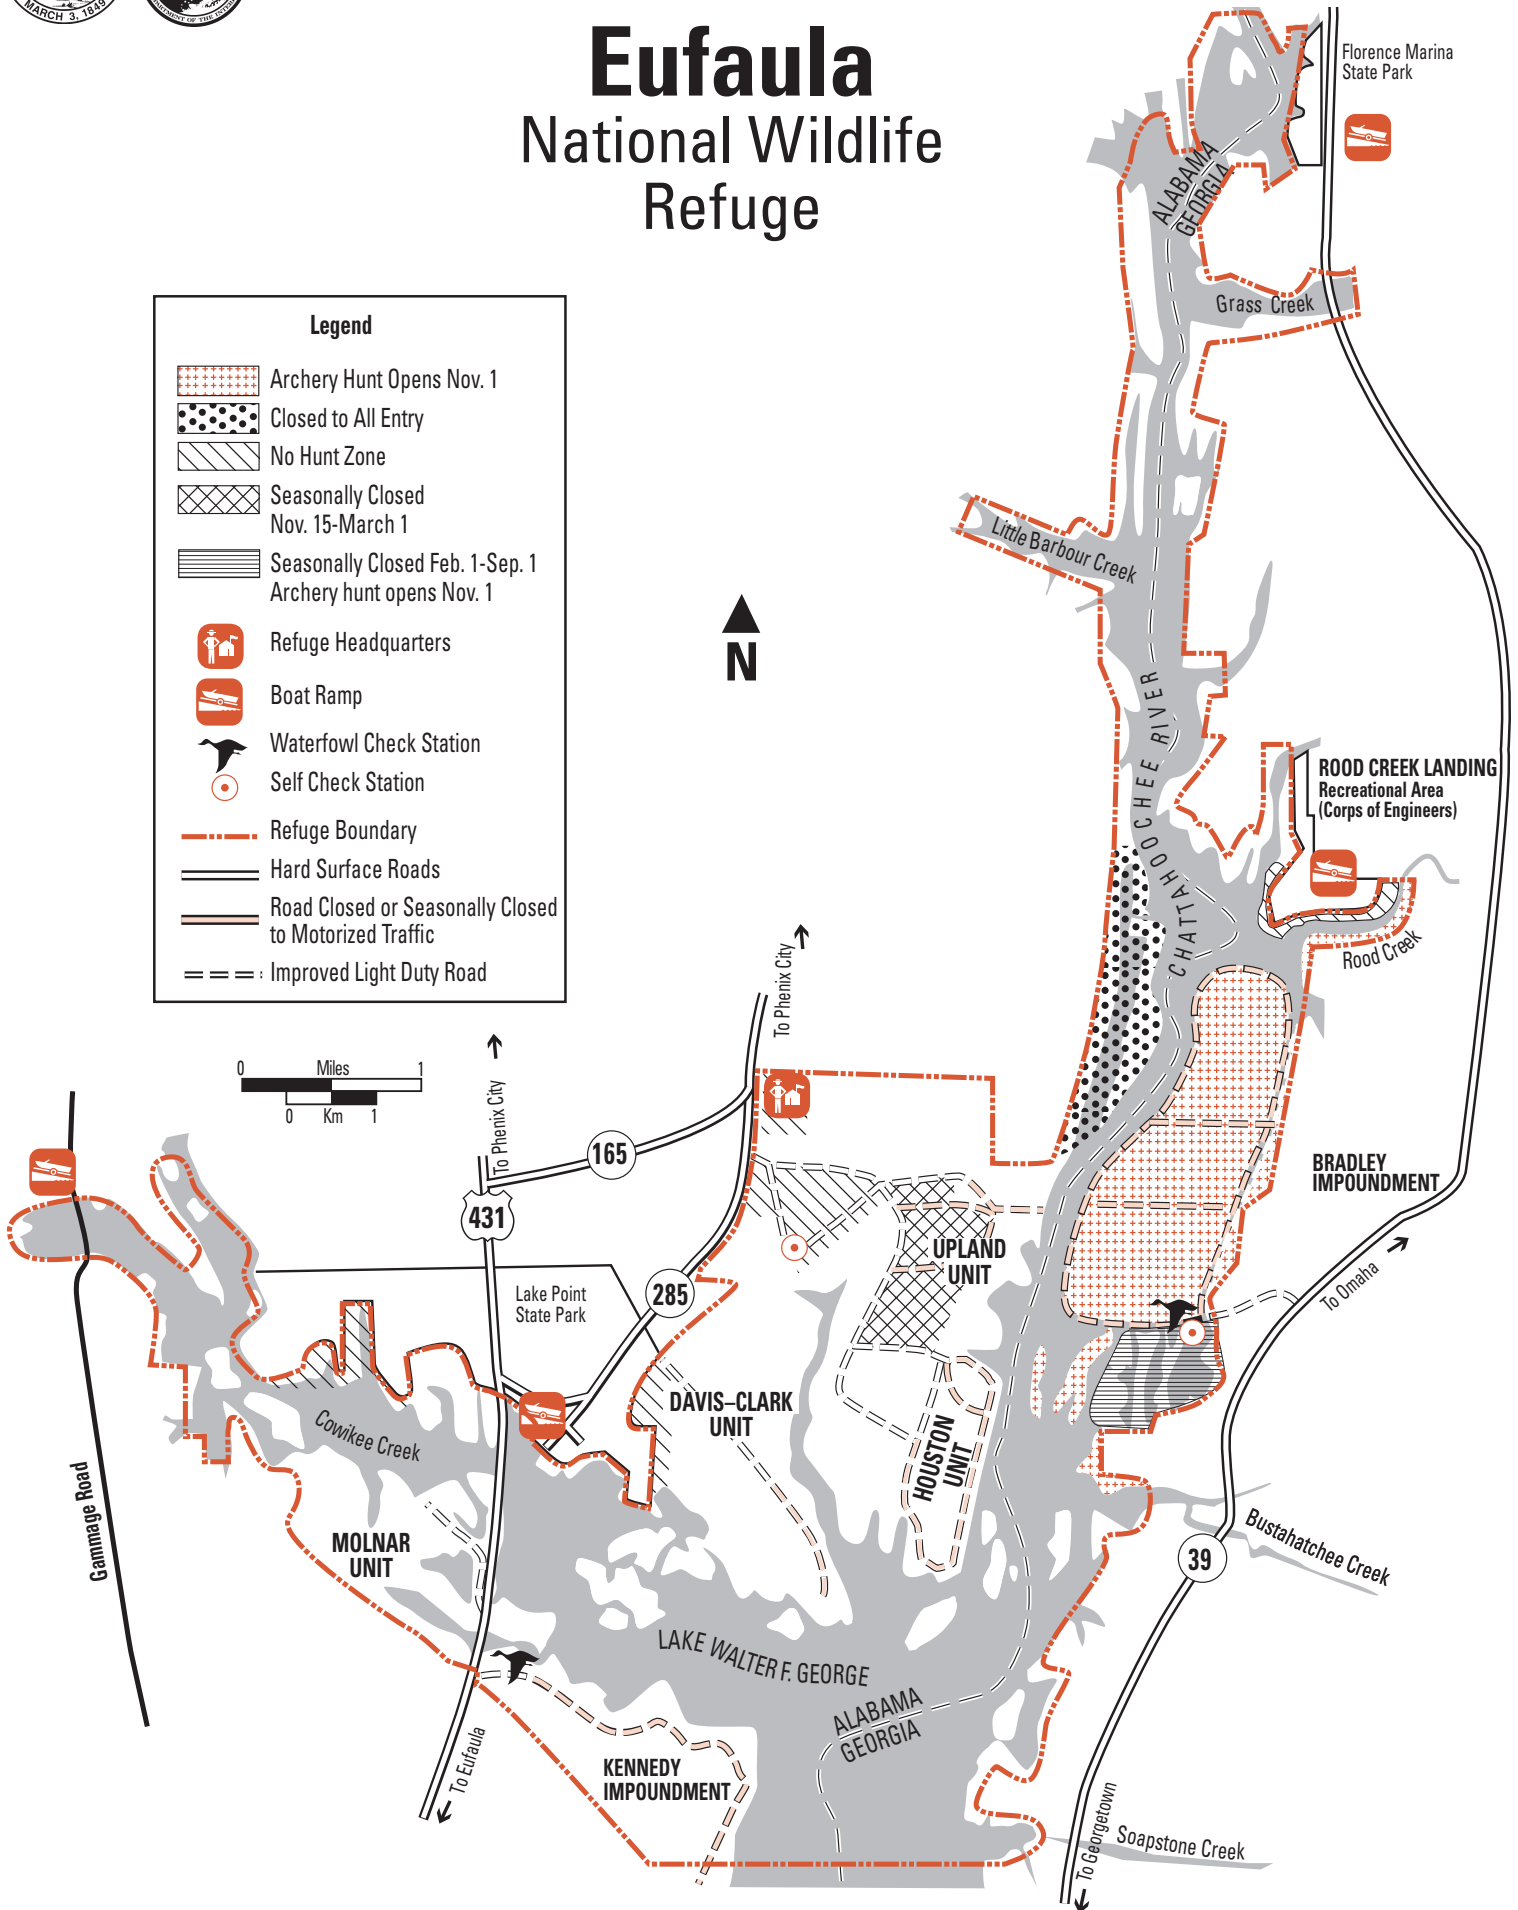 MARCH 3, 1849
DEPARTMENT OF THE INTERIOR
Eufaula
National Wildlife
Refuge
Florence Marina
State Park
ALABAMA
GEORGIA
Grass Creek
Legend
Archery Hunt Opens Nov. 1
Closed to All Entry
No Hunt Zone
Seasonally Closed
Nov. 15-March 1
Seasonally Closed Feb. 1-Sep. 1
Archery hunt opens Nov. 1
Refuge Headquarters
Boat Ramp
Waterfowl Check Station
Self Check Station
Refuge Boundary
Hard Surface Roads
Road Closed or Seasonally Closed
to Motorized Traffic
Improved Light Duty Road
Little Barbour Creek
N
CHATTAHOOCHEE RIVER
ROOD CREEK LANDING
Recreational Area
(Corps of Engineers)
Rood Creek
To Phenix City
0 Miles 1
0 Km 1
To Phenix City
165
431
BRADLEY
IMPOUNDMENT
UPLAND
UNIT
To Omaha
Lake Point
State Park
285
DAVIS–CLARK
UNIT
HOUSTON
UNIT
Cowikee Creek
Gammage Road
MOLNAR
UNIT
39
Bustahatchee Creek
LAKE WALTER F. GEORGE
ALABAMA
GEORGIA
To Eufaula
KENNEDY
IMPOUNDMENT
To Georgetown
Soapstone Creek